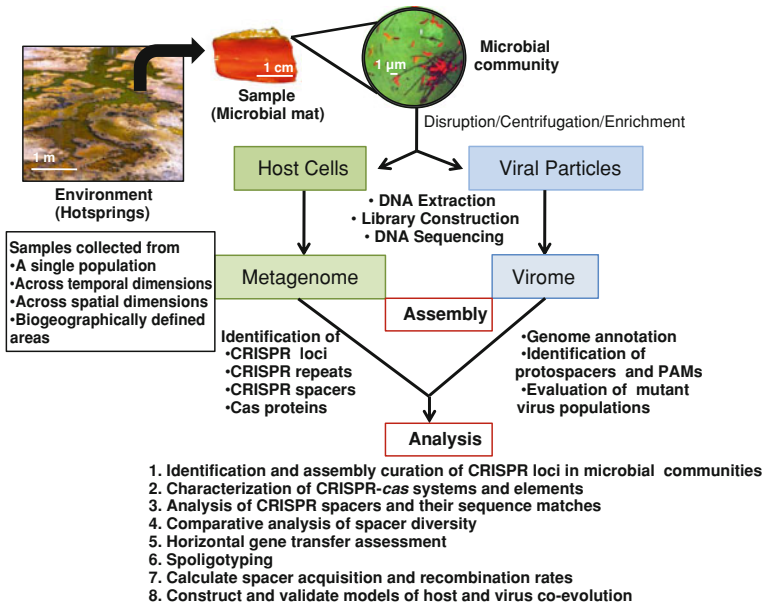 1 m
Environment
(Hotsprings)
1 cm
Sample
(Microbial mat)
1 µm
Microbial
community
Disruption/Centrifugation/Enrichment
Host Cells
Viral Particles
• DNA Extraction
• Library Construction
• DNA Sequencing
Samples collected from
•A single population
•Across temporal dimensions
•Across spatial dimensions
•Biogeographically defined
areas
Metagenome
Virome
Assembly
Identification of
•CRISPR loci
•CRISPR repeats
•CRISPR spacers
•Cas proteins
•Genome annotation
•Identification of
protospacers and PAMs
•Evaluation of mutant
virus populations
Analysis
1. Identification and assembly curation of CRISPR loci in microbial communities
2. Characterization of CRISPR-cas systems and elements
3. Analysis of CRISPR spacers and their sequence matches
4. Comparative analysis of spacer diversity
5. Horizontal gene transfer assessment
6. Spoligotyping
7. Calculate spacer acquisition and recombination rates
8. Construct and validate models of host and virus co-evolution